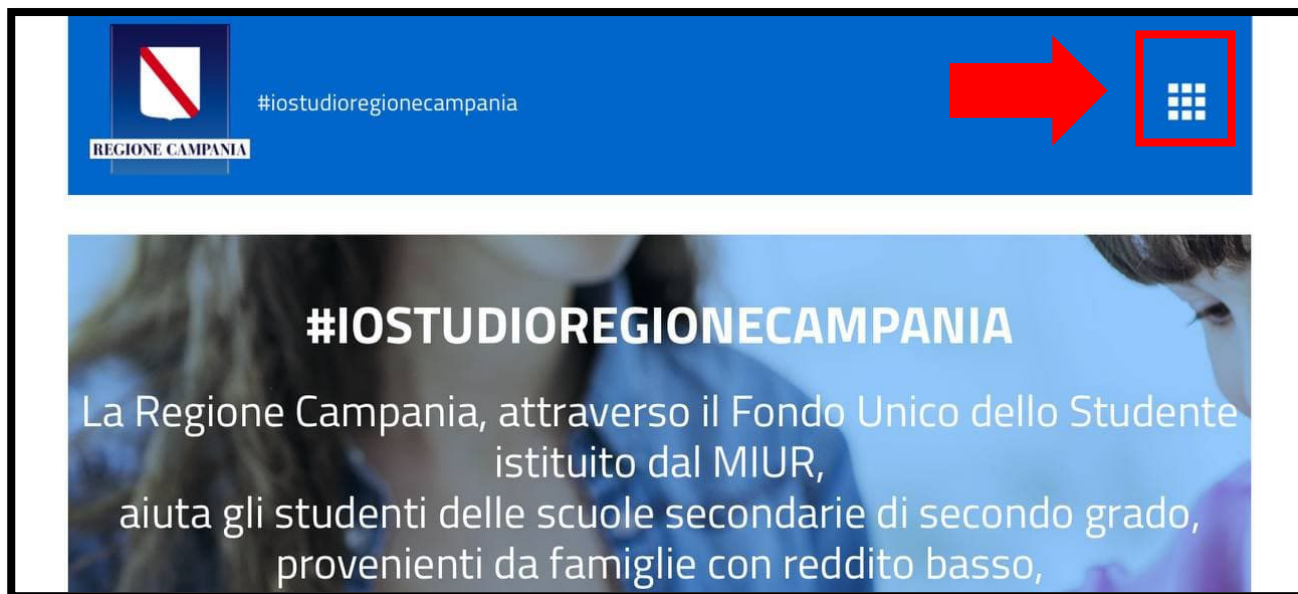 REGIONE CAMPANIA
#iostudioregionecampania
#IOSTUDIOREGIONECAMPANIA
La Regione Campania, attraverso il Fondo Unico dello Studente
istituito dal MIUR,
aiuta gli studenti delle scuole secondarie di secondo grado,
provenienti da famiglie con reddito basso,